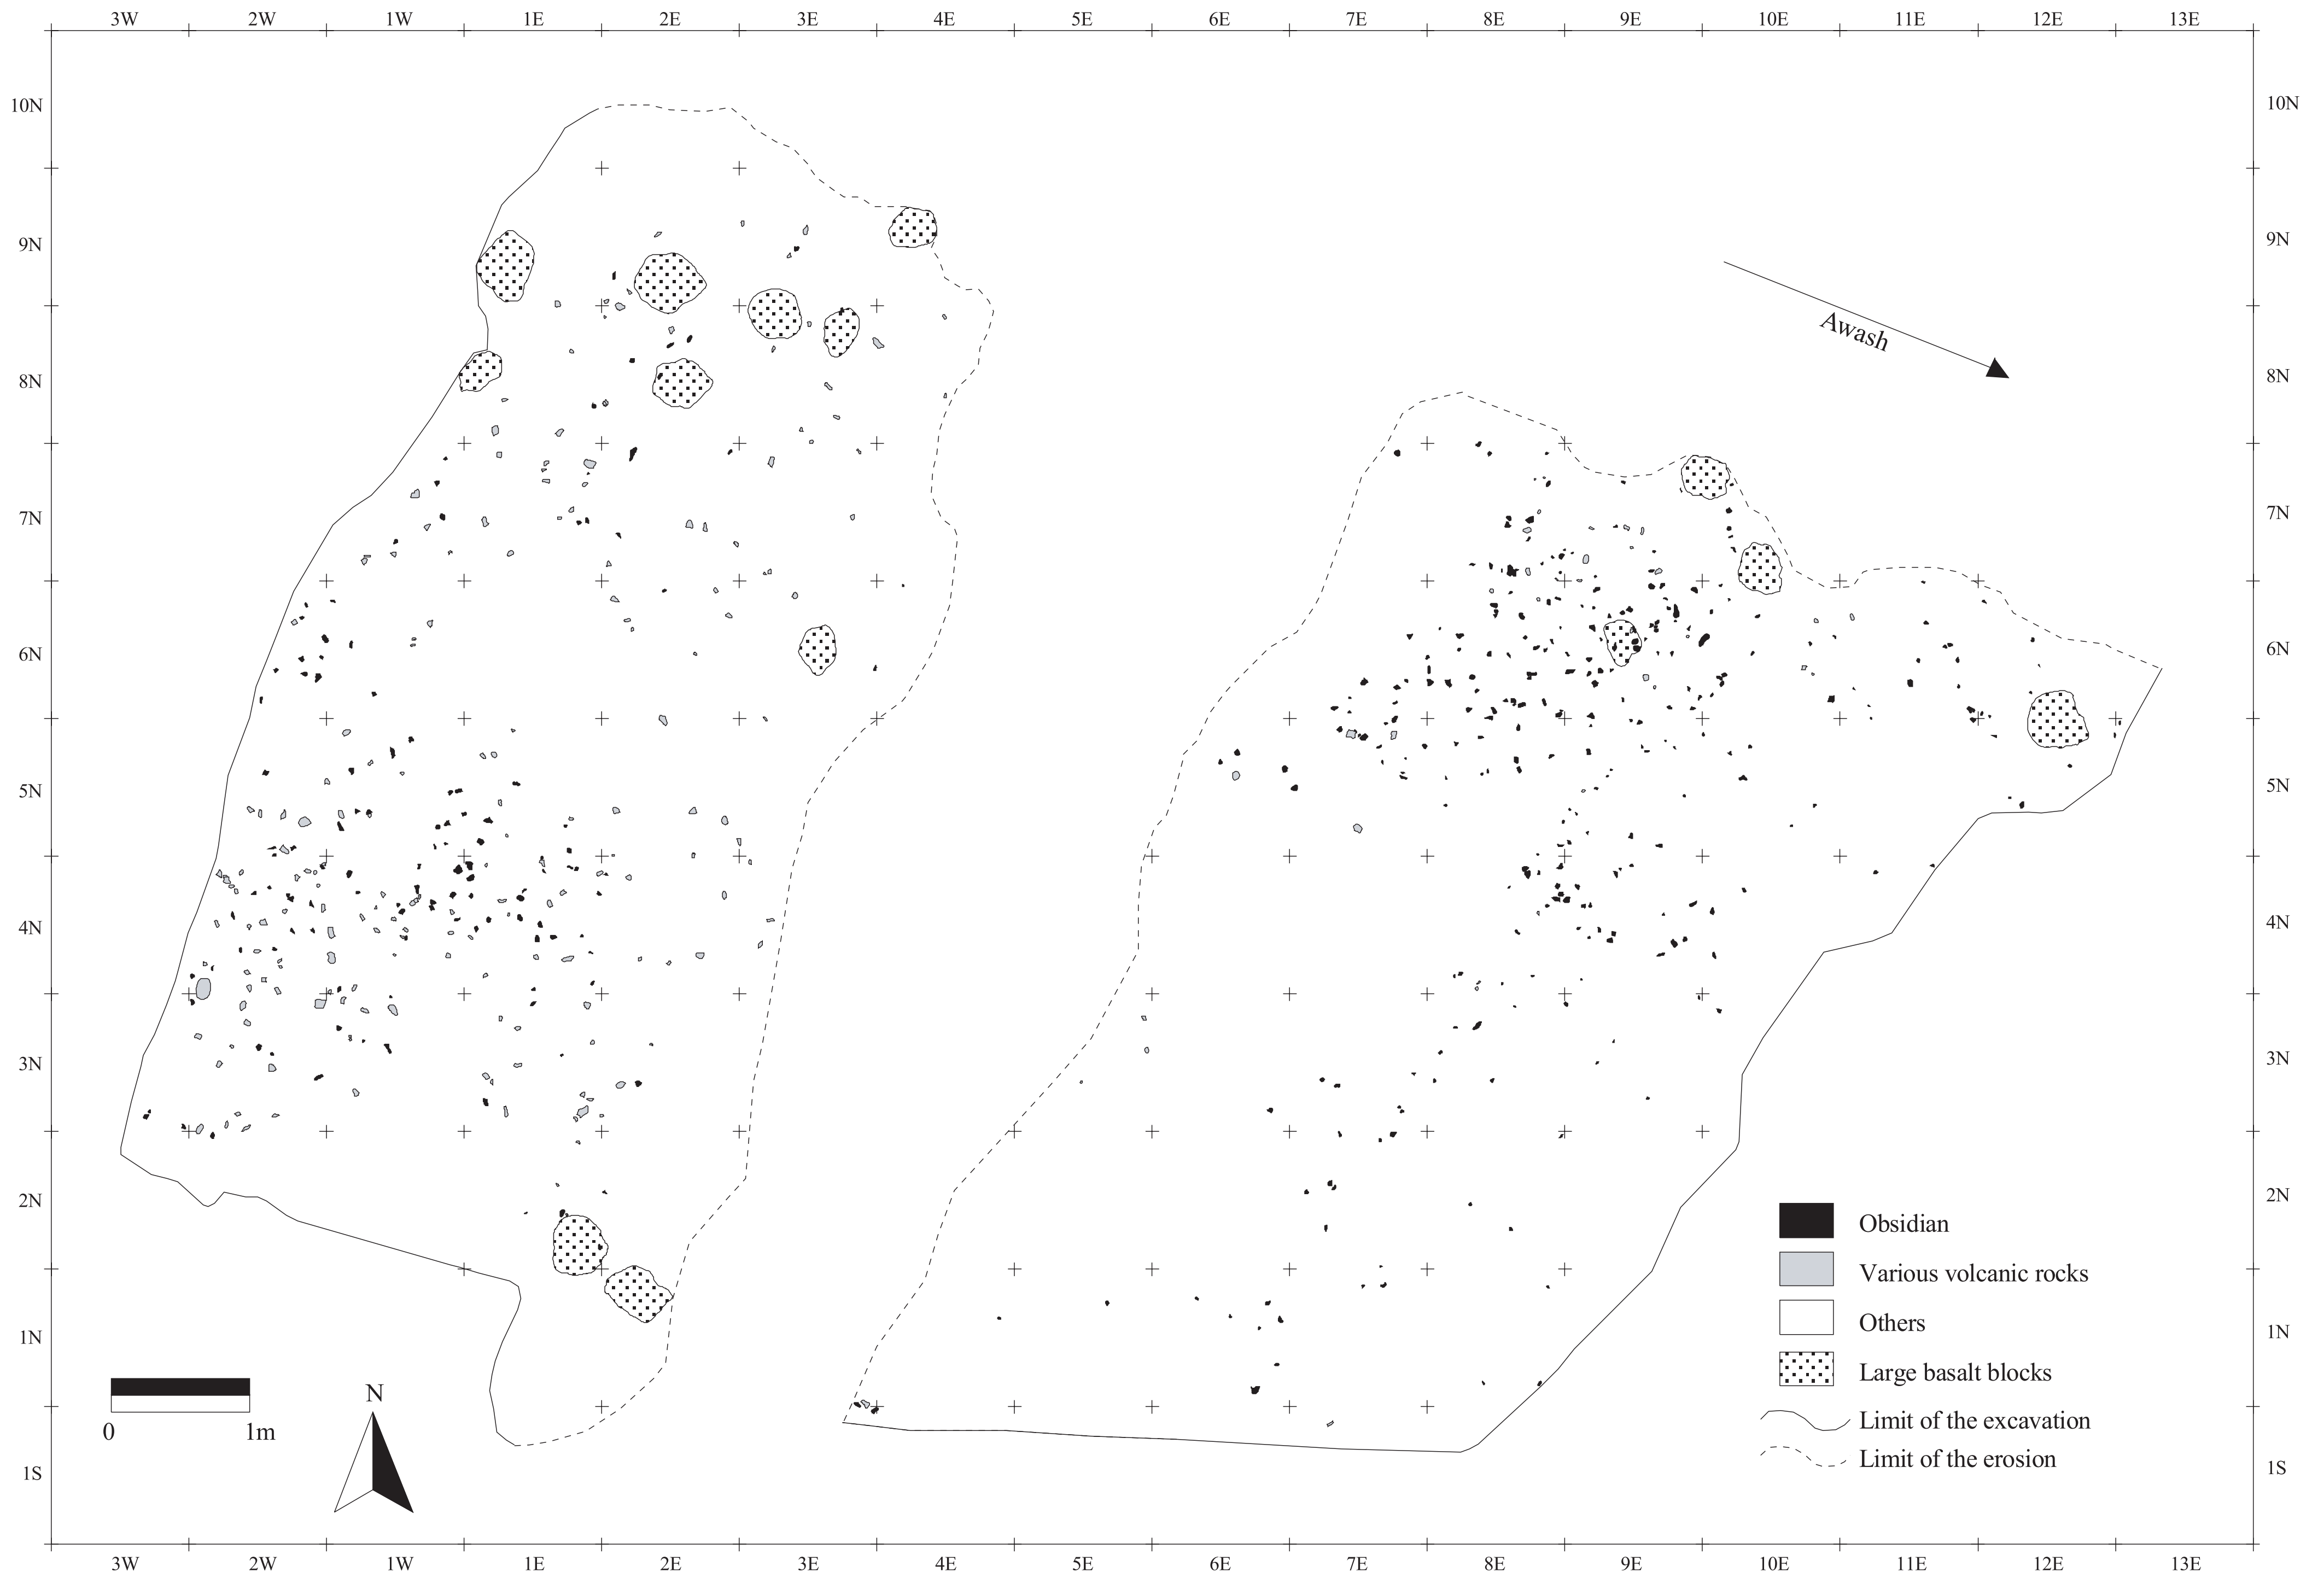 3W 2W 1W 1E 2E 3E 4E 5E 6E 7E 8E 9E 10E 11E 12E 13E
10N 10N
9N 9N
Awash
8N 8N
7N 7N
6N 6N
5N 5N
4N 4N
3N 3N
2N 2N
Obsidian
Various volcanic rocks
Others
1N 1N
Large basalt blocks
N
Limit of the excavation
0 1m
Limit of the erosion
1S 1S
3W 2W 1W 1E 2E 3E 4E 5E 6E 7E 8E 9E 10E 11E 12E 13E